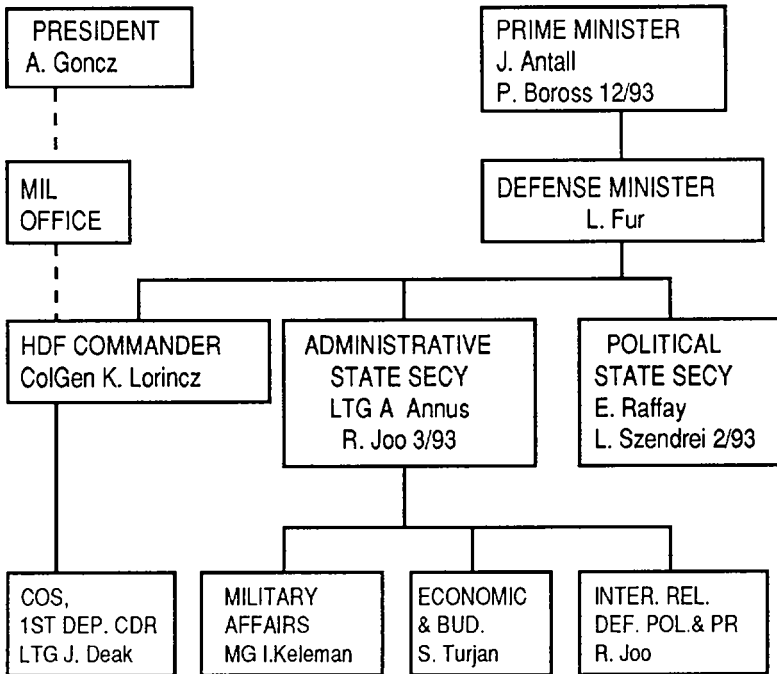 PRESIDENT
A. Goncz
PRIME MINISTER
J. Antall
P. Boross 12/93
MIL
OFFICE
DEFENSE MINISTER
L. Fur
HDF COMMANDER
ColGen K. Lorincz
ADMINISTRATIVE
STATE SECY
LTG A Annus
R. Joo 3/93
POLITICAL
STATE SECY
E. Raffay
L. Szendrei 2/93
COS,
1ST DEP. CDR
LTG J. Deak
MILITARY
AFFAIRS
MG I.Keleman
ECONOMIC
& BUD.
S. Turjan
INTER. REL.
DEF. POL.& PR
R. Joo